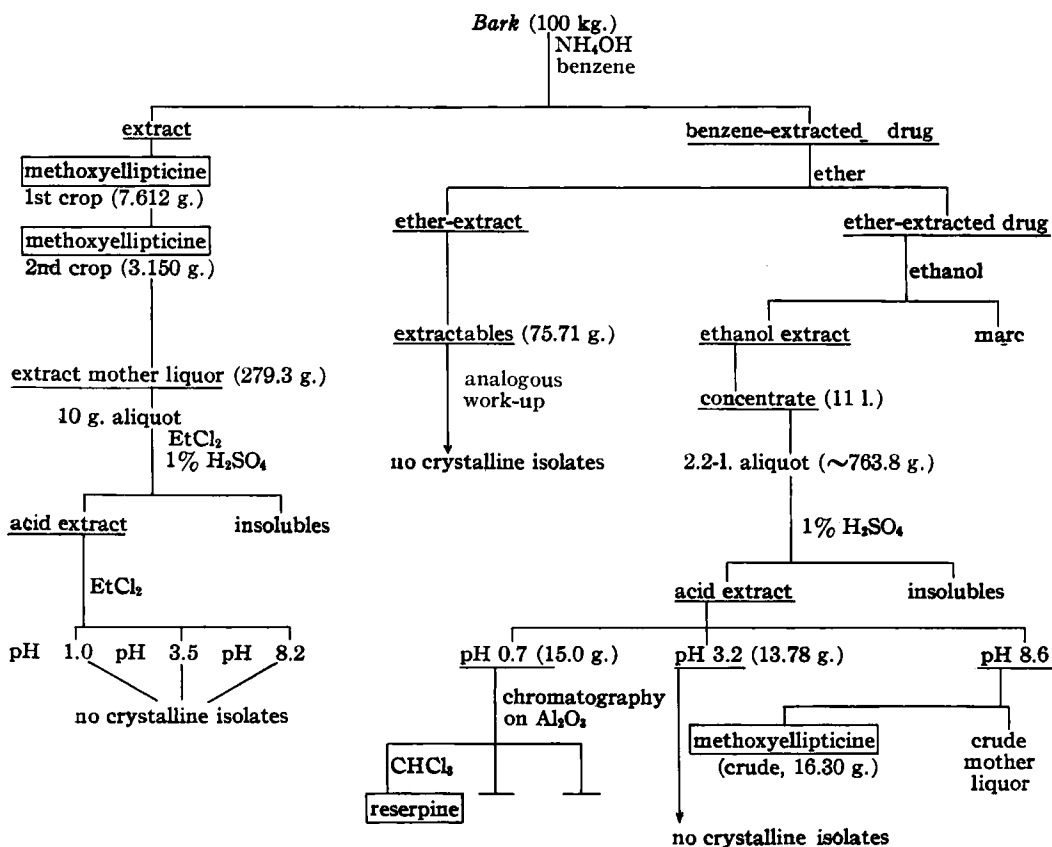 Bark (100 kg.)
NH₄OH
benzene
extract
methoxyellipticine
1st crop (7.612 g.)
methoxyellipticine
2nd crop (3.150 g.)
extract mother liquor (279.3 g.)
10 g. aliquot
EtCl₂
1% H₂SO₄
acid extract
insolubles
EtCl₂
pH 1.0 pH 3.5 pH 8.2
no crystalline isolates
benzene-extracted drug
ether
ether-extract
extractables (75.71 g.)
analogous
work-up
no crystalline isolates
ether-extracted drug
ethanol
ethanol extract
marc
concentrate (11 l.)
2.2-l. aliquot (~763.8 g.)
1% H₂SO₄
acid extract
insolubles
pH 0.7 (15.0 g.)
chromatography
on Al₂O₃
CHCl₃
reserpine
pH 3.2 (13.78 g.)
no crystalline isolates
pH 8.6
methoxyellipticine
(crude, 16.30 g.)
crude
mother
liquor